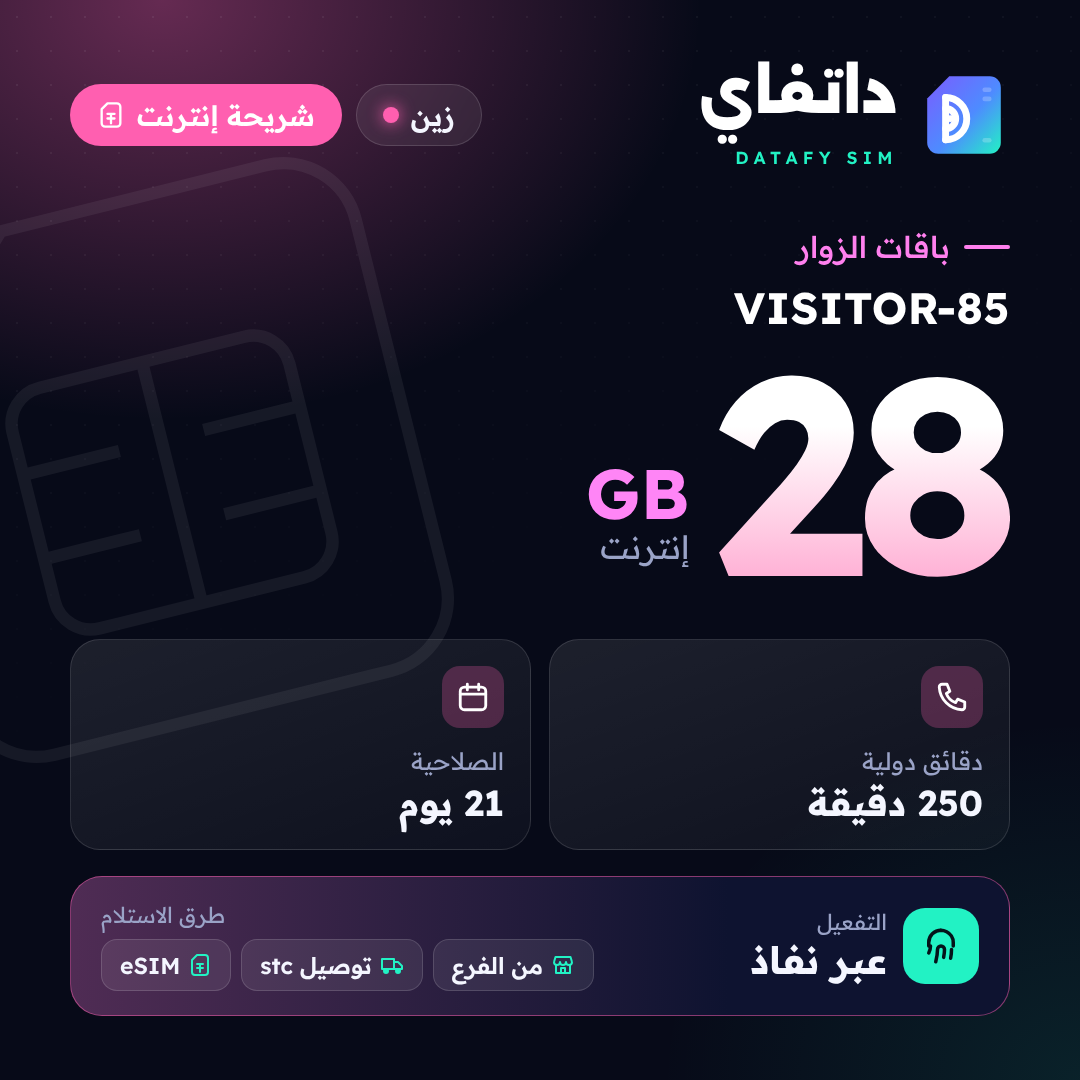 داتفاي
DATAFY SIM
زين
شريحة إنترنت
باقات الزوار
VISITOR-85
28
GB
إنترنت
دقائق دولية
250 دقيقة
الصلاحية
21 يوم
التفعيل
عبر نفاذ
طرق الاستلام
من الفرع
توصيل stc
eSIM